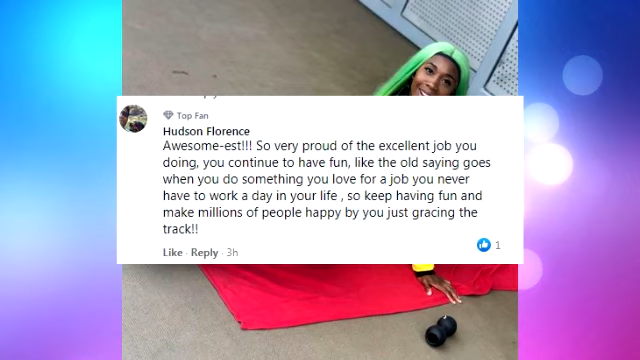 Top Fan
Hudson Florence
Awesome-est!!! So very proud of the excellent job you
doing, you continue to have fun, like the old saying goes
when you do something you love for a job you never
have to work a day in your life , so keep having fun and
make millions of people happy by you just gracing the
track!!
Like · Reply · 3h
1